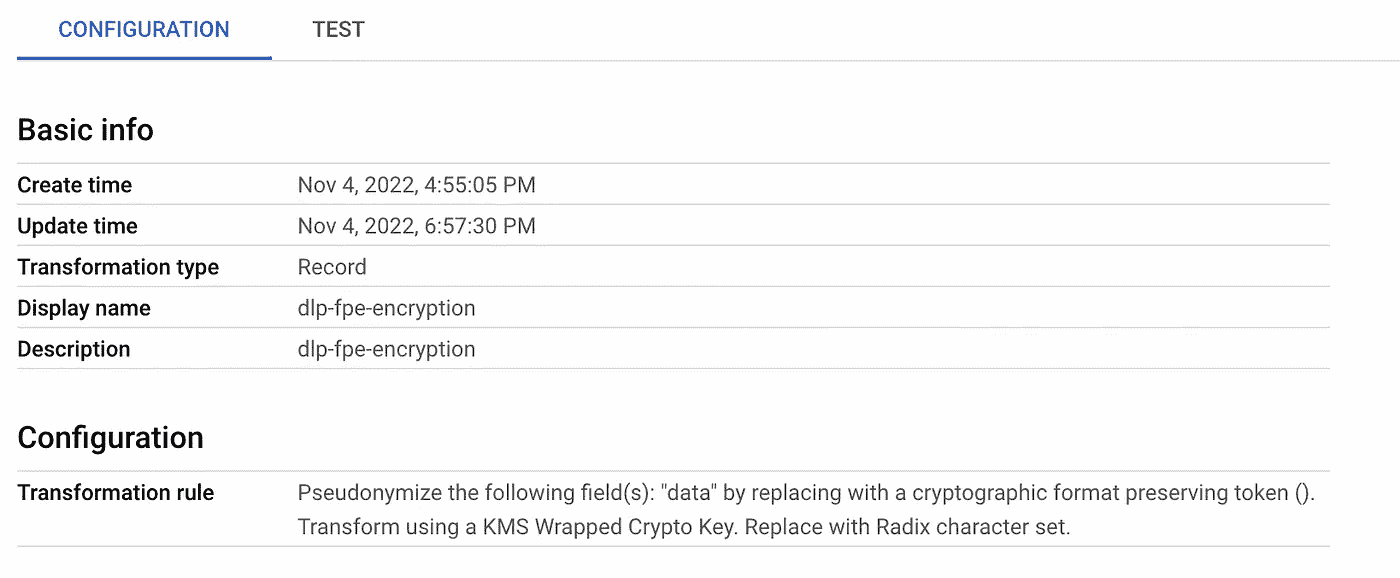 CONFIGURATION TEST
Basic info
Create time Nov 4, 2022, 4:55:05 PM
Update time Nov 4, 2022, 6:57:30 PM
Transformation type Record
Display name dlp-fpe-encryption
Description dlp-fpe-encryption
Configuration
Transformation rule Pseudonymize the following field(s): "data" by replacing with a cryptographic format preserving token ().
Transform using a KMS Wrapped Crypto Key. Replace with Radix character set.